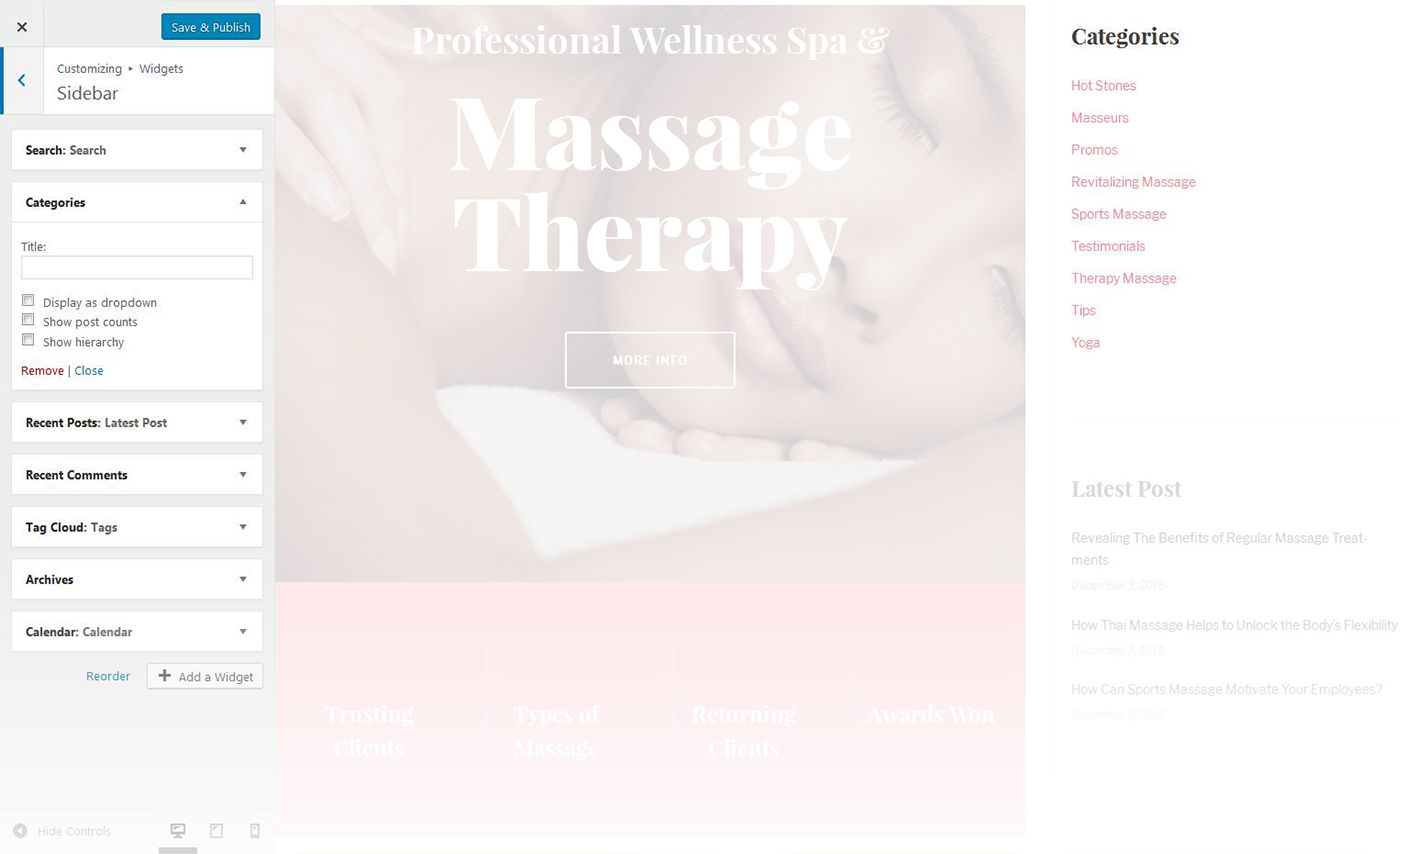 Save & Publish
Customizing ▸ Widgets
Sidebar
Search: Search
Categories
Title:
Display as dropdown
Show post counts
Show hierarchy
Remove | Close
Recent Posts: Latest Post
Recent Comments
Tag Cloud: Tags
Archives
Calendar: Calendar
Reorder
Add a Widget
Hide Controls
Professional Wellness Spa &
Massage
Therapy
MORE INFO
Trusting
Clients
Types of
Massage
Returning
Clients
Awards Won
Categories
Hot Stones
Masseurs
Promos
Revitalizing Massage
Sports Massage
Testimonials
Therapy Massage
Tips
Yoga
Latest Post
Revealing The Benefits of Regular Massage Treat-
ments
December 3, 2016
How Thai Massage Helps to Unlock the Body's Flexibility
December 3, 2016
How Can Sports Massage Motivate Your Employees?
December 3, 2016